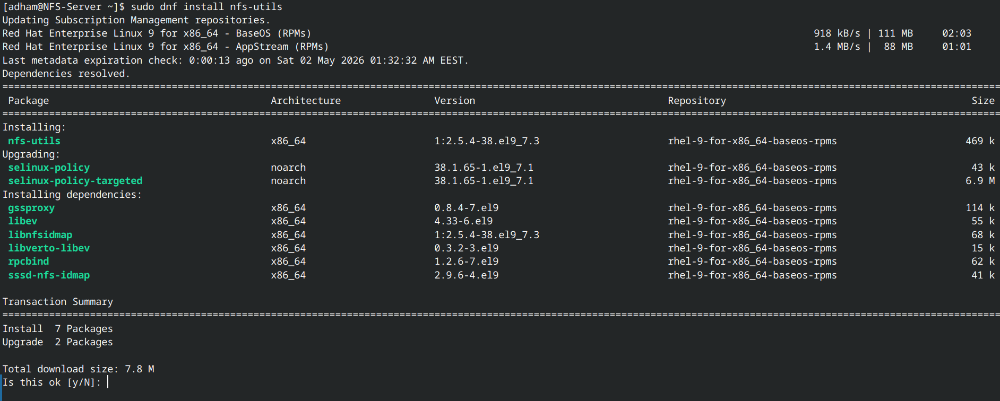 [adham@NFS-Server ~]$ sudo dnf install nfs-utils
Updating Subscription Management repositories.
Red Hat Enterprise Linux 9 for x86_64 - BaseOS (RPMs) 918 kB/s | 111 MB 02:03
Red Hat Enterprise Linux 9 for x86_64 - AppStream (RPMs) 1.4 MB/s | 88 MB 01:01
Last metadata expiration check: 0:00:13 ago on Sat 02 May 2026 01:32:32 AM EEST.
Dependencies resolved.
================================================================================
Package Architecture Version Repository Size
================================================================================
Installing:
nfs-utils x86_64 1:2.5.4-38.el9_7.3 rhel-9-for-x86_64-baseos-rpms 469 k
Upgrading:
selinux-policy noarch 38.1.65-1.el9_7.1 rhel-9-for-x86_64-baseos-rpms 43 k
selinux-policy-targeted noarch 38.1.65-1.el9_7.1 rhel-9-for-x86_64-baseos-rpms 6.9 M
Installing dependencies:
gssproxy x86_64 0.8.4-7.el9 rhel-9-for-x86_64-baseos-rpms 114 k
libev x86_64 4.33-6.el9 rhel-9-for-x86_64-baseos-rpms 55 k
libnfsidmap x86_64 1:2.5.4-38.el9_7.3 rhel-9-for-x86_64-baseos-rpms 68 k
libverto-libev x86_64 0.3.2-3.el9 rhel-9-for-x86_64-baseos-rpms 15 k
rpcbind x86_64 1.2.6-7.el9 rhel-9-for-x86_64-baseos-rpms 62 k
sssd-nfs-idmap x86_64 2.9.6-4.el9 rhel-9-for-x86_64-baseos-rpms 41 k
Transaction Summary
================================================================================
Install 7 Packages
Upgrade 2 Packages
Total download size: 7.8 M
Is this ok [y/N]: